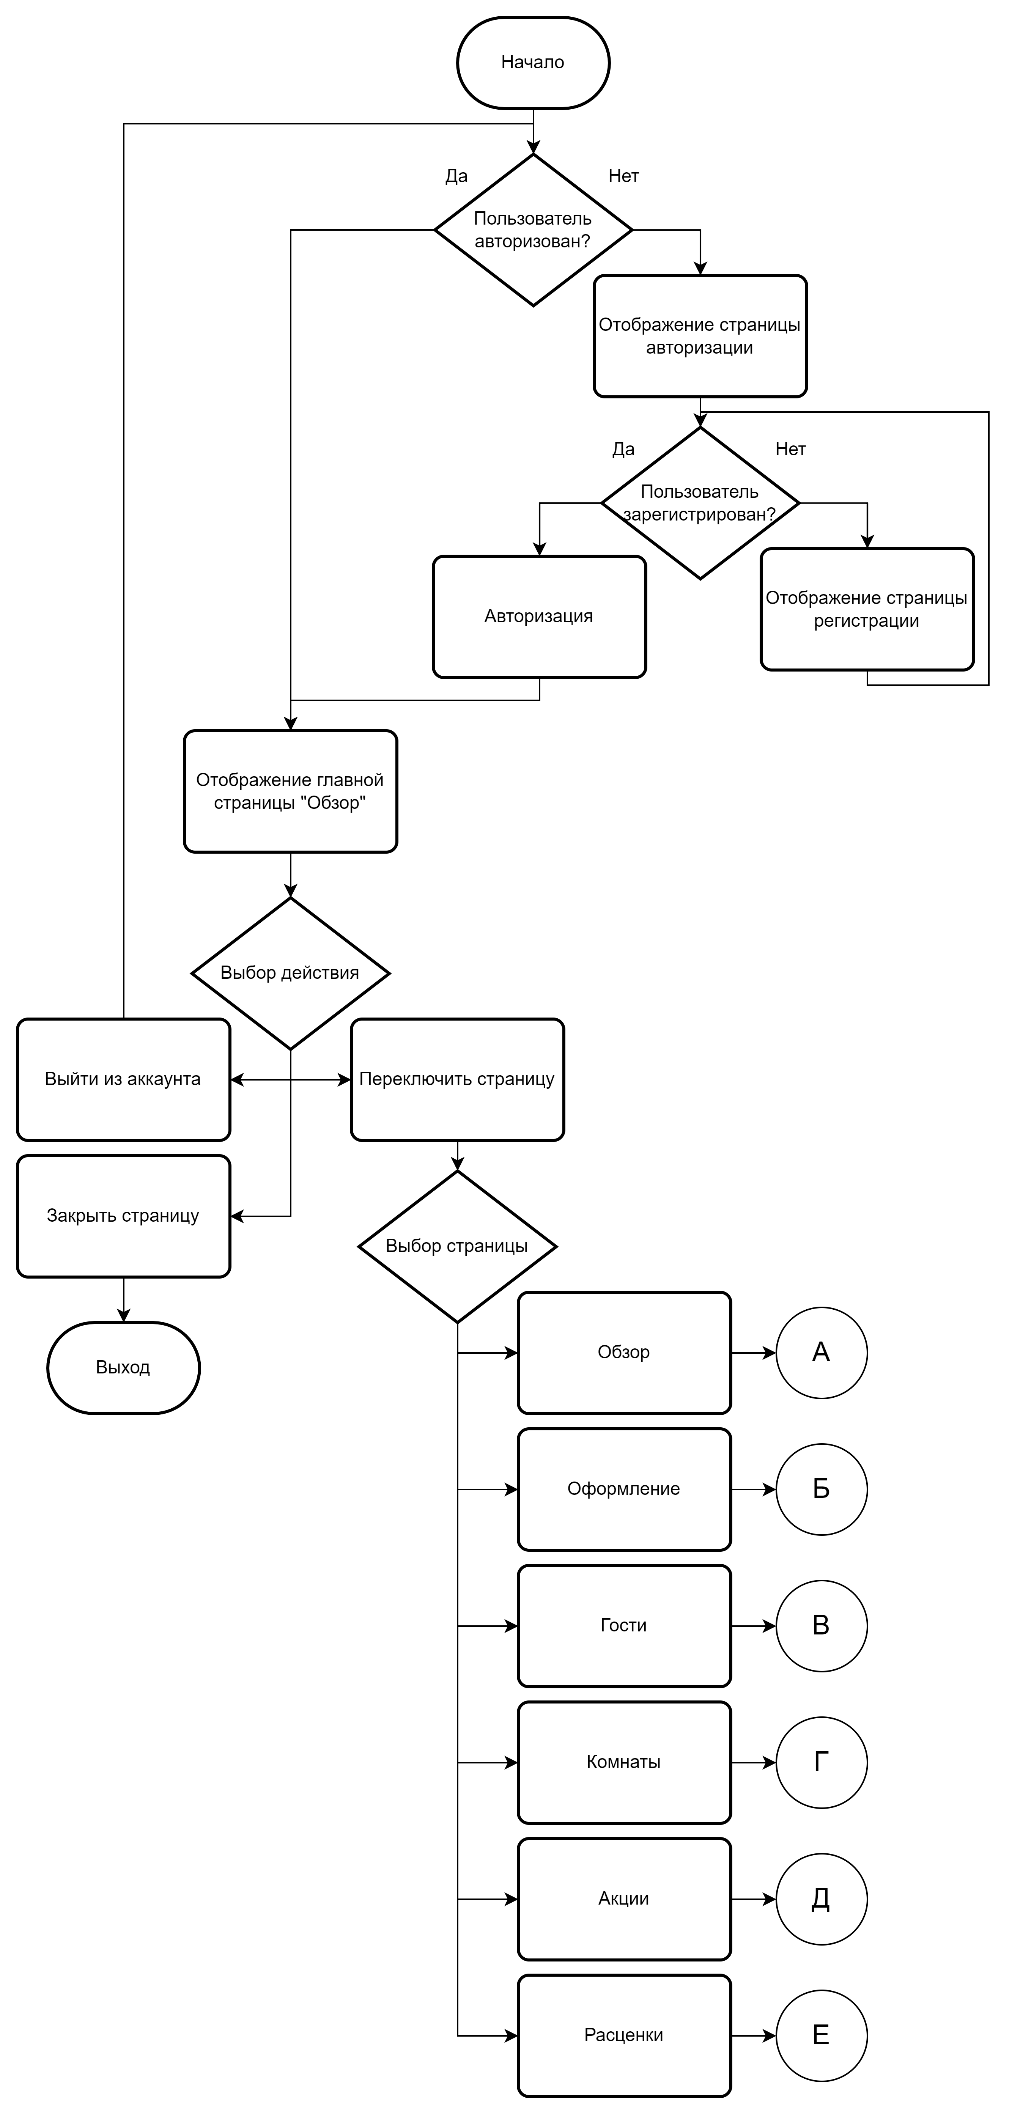 Начало
Да
Нет
Пользователь
авторизован?
Отображение страницы
авторизации
Да
Нет
Пользователь
зарегистрирован?
Авторизация
Отображение страницы
регистрации
Отображение главной
страницы "Обзор"
Выбор действия
Выйти из аккаунта
Переключить страницу
Закрыть страницу
Выбор страницы
Выход
Обзор
А
Оформление
Б
Гости
В
Комнаты
Г
Акции
Д
Расценки
Е